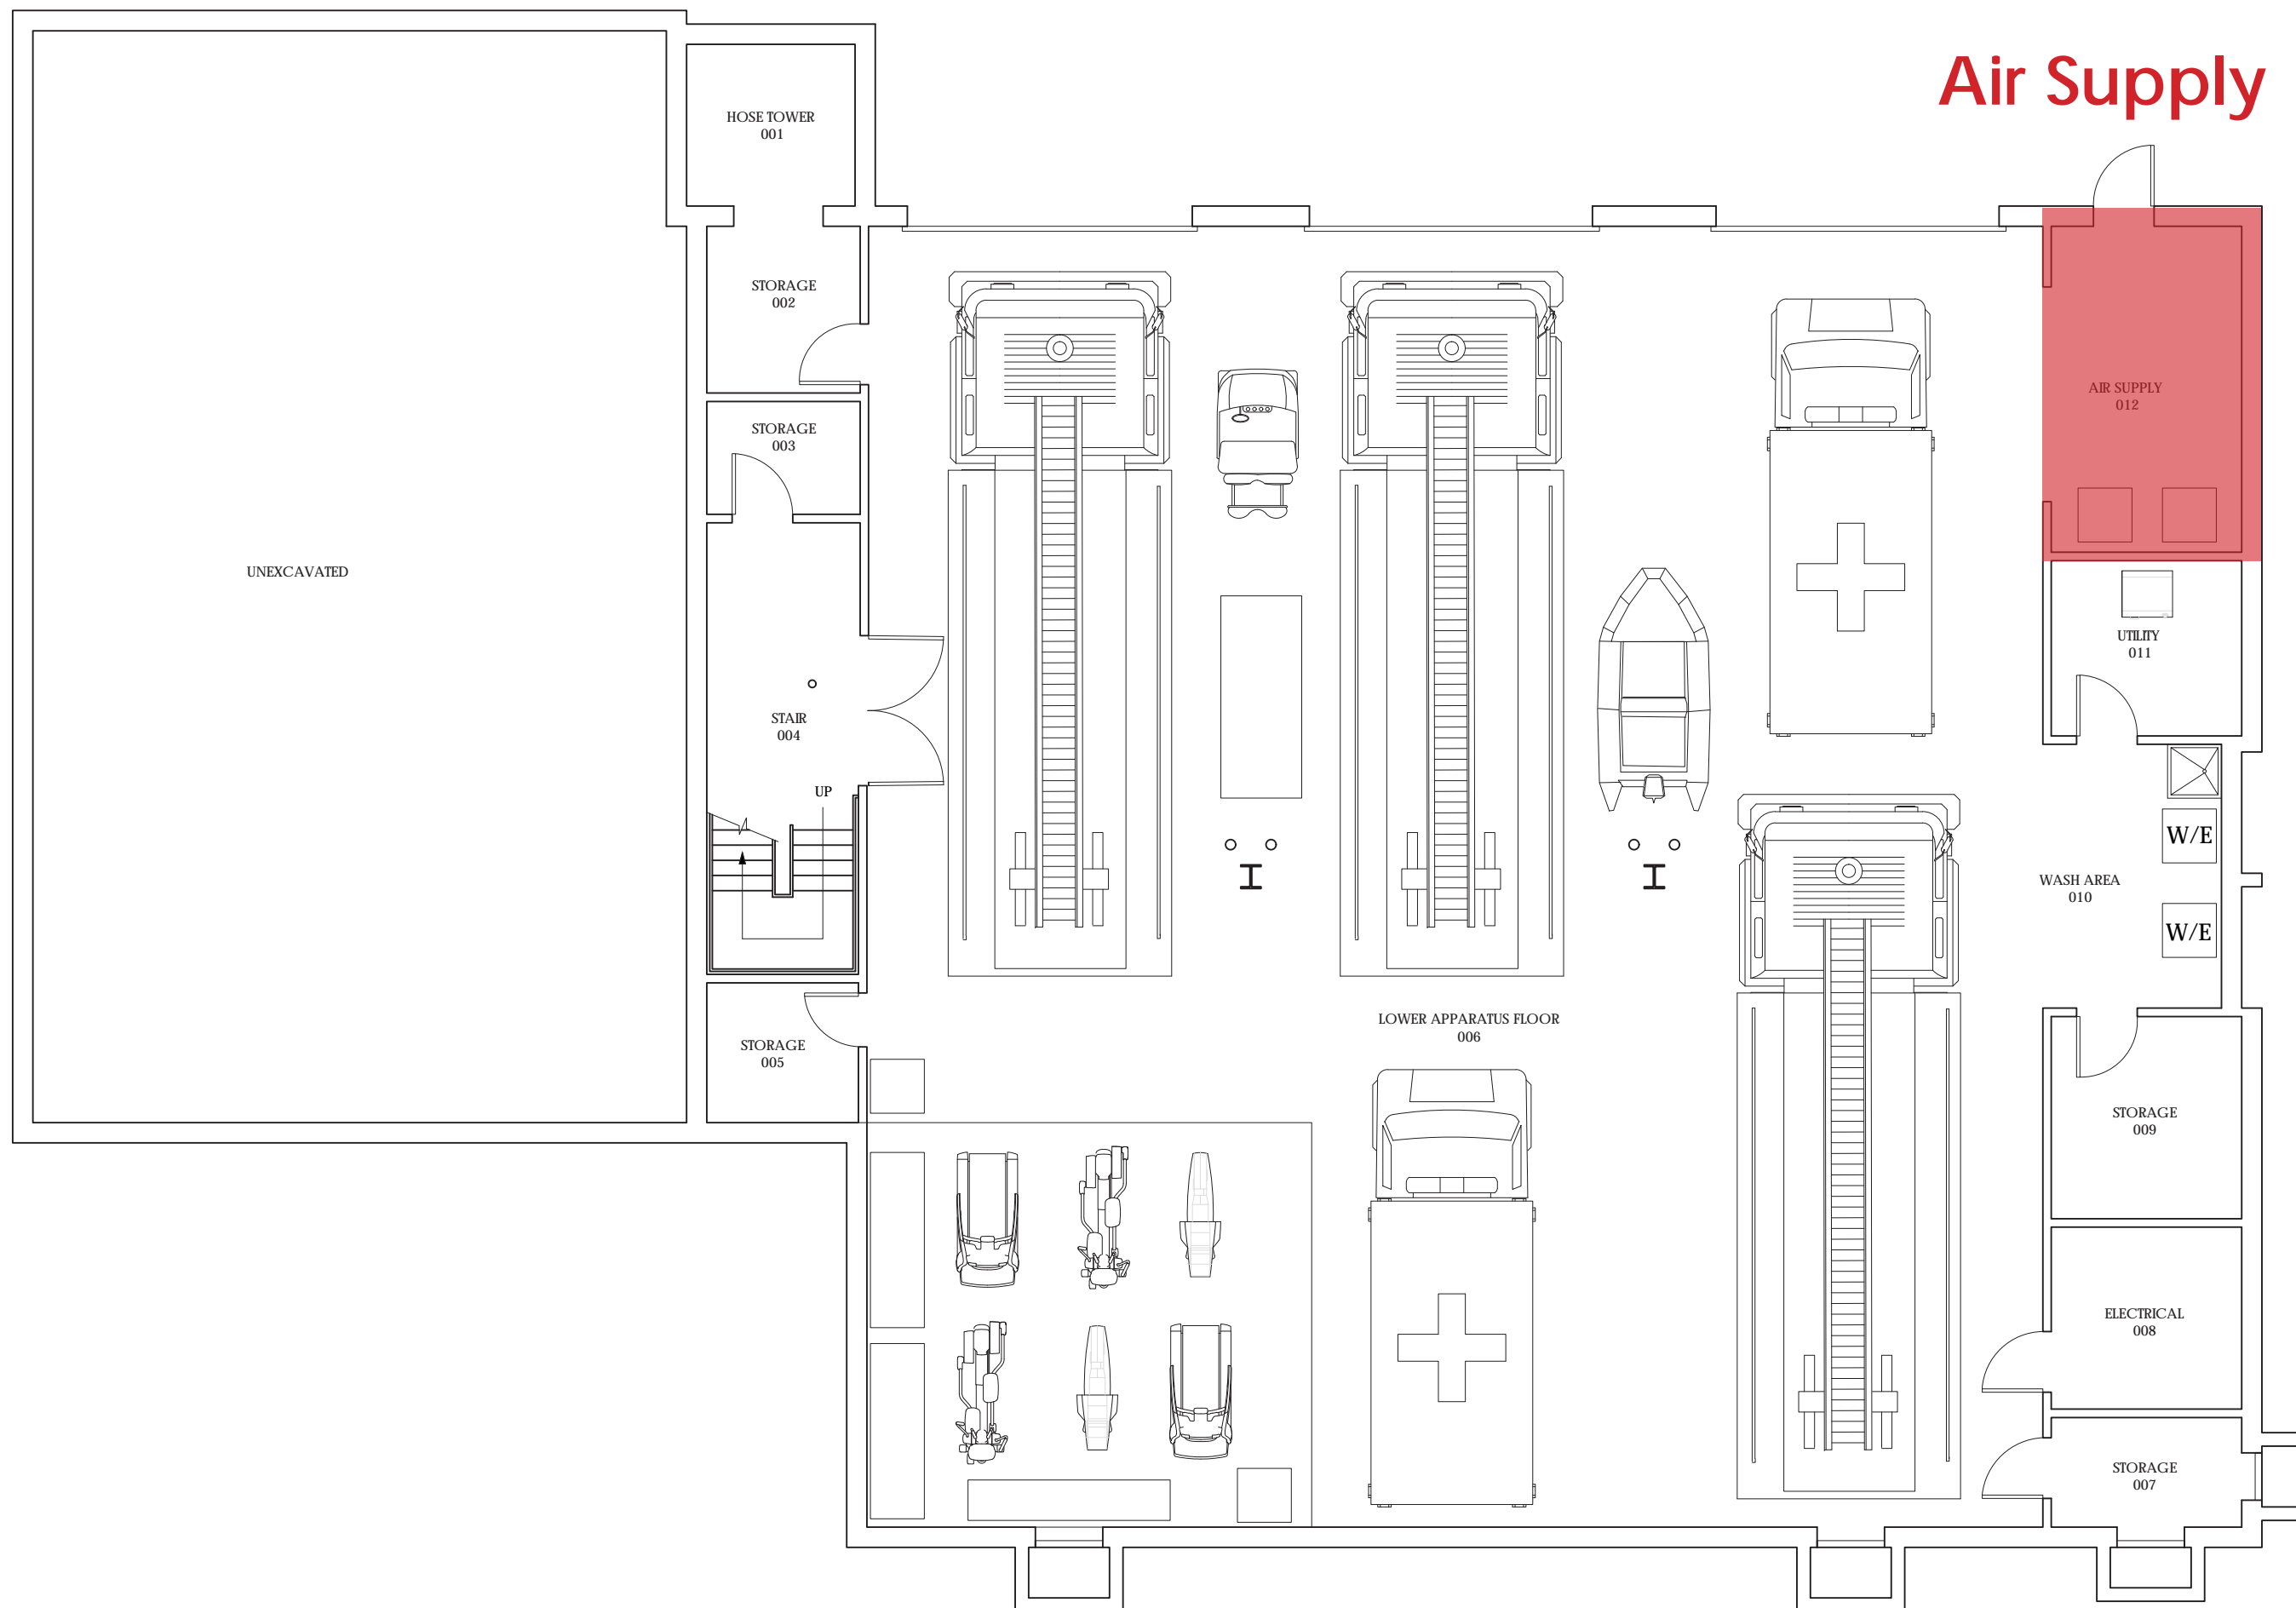 Air Supply
HOSE TOWER
001
STORAGE
002
AIR SUPPLY
012
STORAGE
003
UNEXCAVATED
UTILITY
011
STAIR
004
UP
W/E
WASH AREA
010
W/E
LOWER APPARATUS FLOOR
006
STORAGE
005
STORAGE
009
ELECTRICAL
008
STORAGE
007